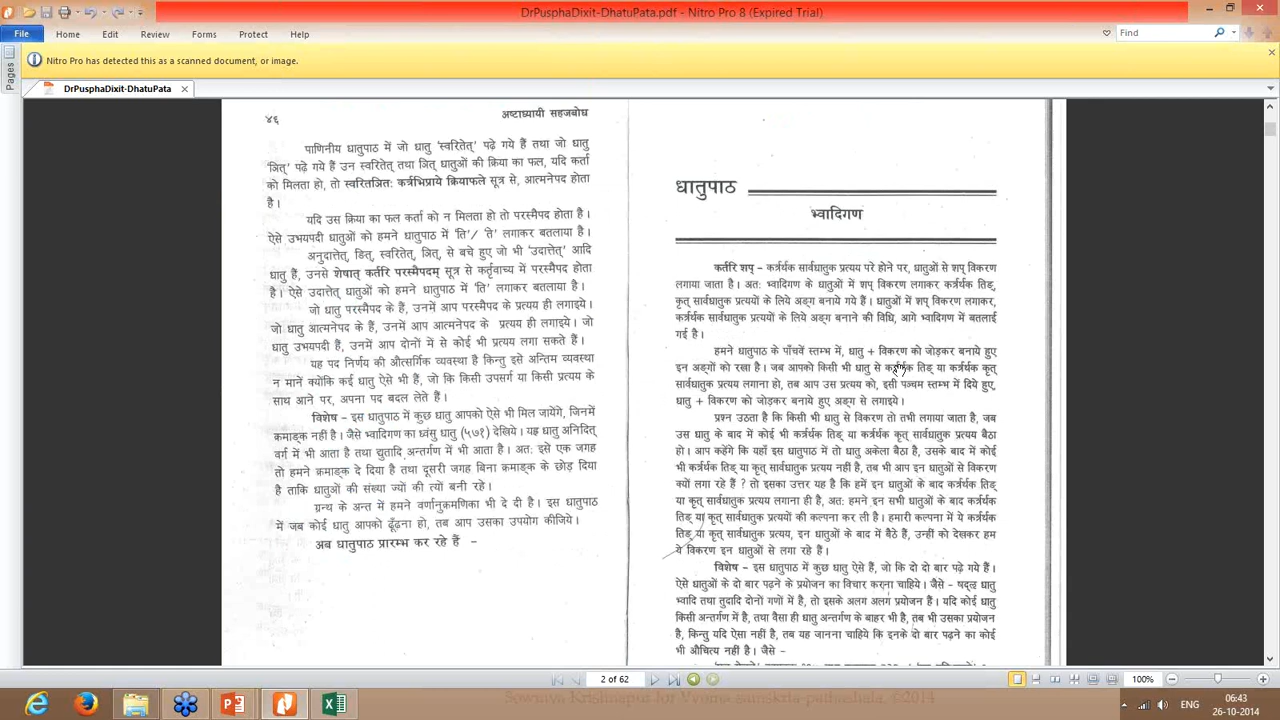 DrPusphaDixit-DhatuPata.pdf - Nitro Pro 8 (Expired Trial)
File Home Edit Review Forms Protect Help
Find
Nitro Pro has detected this as a scanned document, or image.
Pages
DrPusphaDixit-DhatuPata
४६ अष्टाध्यायी सहजबोध
पाणिनीय धातुपाठ में जो धातु 'स्वरितेत्' पढ़े गये हैं तथा जो धातु
'ञित्' पढ़े गये हैं उन स्वरितेत् तथा ञित् धातुओं की क्रिया का फल, यदि कर्ता
को मिलता हो, तो स्वरितञितः कर्त्रभिप्राये क्रियाफले सूत्र से, आत्मनेपद होता
है।
यदि उस क्रिया का फल कर्ता को न मिलता हो तो परस्मैपद होता है।
ऐसे उभयपदी धातुओं को हमने धातुपाठ में 'ति'/ 'ते' लगाकर बतलाया है।
अनुदात्तेत्, ङित्, स्वरितेत्, ञित्, से बचे हुए जो भी 'उदात्तेत्' आदि
धातु हैं, उनसे शेषात् कर्तरि परस्मैपदम् सूत्र से कर्तृवाच्य में परस्मैपद होता
है। ऐसे उदात्तेत् धातुओं को हमने धातुपाठ में 'ति' लगाकर बतलाया है।
जो धातु परस्मैपद के हैं, उनमें आप परस्मैपद के प्रत्यय ही लगाइये।
जो धातु आत्मनेपद के हैं, उनमें आप आत्मनेपद के प्रत्यय ही लगाइये। जो
धातु उभयपदी हैं, उनमें आप दोनों में से कोई भी प्रत्यय लगा सकते हैं।
यह पद निर्णय की औत्सर्गिक व्यवस्था है किन्तु इसे अन्तिम व्यवस्था
न मानें क्योंकि कई धातु ऐसे भी हैं, जो कि किसी उपसर्ग या किसी प्रत्यय के
साथ आने पर, अपना पद बदल लेते हैं।
विशेष - इस धातुपाठ में कुछ धातु आपको ऐसे भी मिल जायेंगे, जिनमें
क्रमाङ्क नहीं है। जैसे भ्वादिगण का ध्वंसु धातु (५७१) देखिये। यह धातु अनिदित्
वर्ग में भी आता है तथा द्युतादि अन्तर्गण में भी आता है। अतः इसे एक जगह
तो हमने क्रमाङ्क दे दिया है तथा दूसरी जगह बिना क्रमाङ्क के छोड़ दिया
है ताकि धातुओं की संख्या ज्यों की त्यों बनी रहे।
ग्रन्थ के अन्त में हमने वर्णानुक्रमणिका भी दे दी है। इस धातुपाठ
में जब कोई धातु आपको ढूँढना हो, तब आप उसका उपयोग कीजिये।
अब धातुपाठ प्रारम्भ कर रहे हैं -
धातुपाठ
भ्वादिगण
कर्तरि शप् - कर्त्रर्थक सार्वधातुक प्रत्यय परे होने पर, धातुओं से शप् विकरण
लगाया जाता है। अतः भ्वादिगण के धातुओं में शप् विकरण लगाकर कर्त्रर्थक तिङ्,
कृत् सार्वधातुक प्रत्ययों के लिये अङ्ग बनाये गये हैं। धातुओं में शप् विकरण लगाकर,
कर्त्रर्थक सार्वधातुक प्रत्ययों के लिये अङ्ग बनाने की विधि, आगे भ्वादिगण में बतलाई
गई है।
हमने धातुपाठ के पाँचवें स्तम्भ में, धातु + विकरण को जोड़कर बनाये हुए
इन अङ्गों को रखा है। जब आपको किसी भी धातु से कर्त्रर्थक तिङ् या कर्त्रर्थक कृत्
सार्वधातुक प्रत्यय लगाना हो, तब आप उस प्रत्यय को, इसी पञ्चम स्तम्भ में दिये हुए,
धातु + विकरण को जोड़कर बनाये हुए अङ्ग से लगाइये।
प्रश्न उठता है कि किसी भी धातु से विकरण तो तभी लगाया जाता है, जब
उस धातु के बाद में कोई भी कर्त्रर्थक तिङ् या कर्त्रर्थक कृत् सार्वधातुक प्रत्यय बैठा
हो। आप कहेंगे कि यहाँ इस धातुपाठ में तो धातु अकेला बैठा है, उसके बाद में कोई
भी कर्त्रर्थक तिङ् या कृत् सार्वधातुक प्रत्यय नहीं है, तब भी आप इन धातुओं से विकरण
क्यों लगा रहे हैं ? तो इसका उत्तर यह है कि हमें इन धातुओं के बाद कर्त्रर्थक तिङ्
या कृत् सार्वधातुक प्रत्यय लगाना ही है, अतः हमने इन सभी धातुओं के बाद कर्त्रर्थक
तिङ् या कृत् सार्वधातुक प्रत्ययों की कल्पना कर ली है। हमारी कल्पना में ये कर्त्रर्थक
तिङ् या कृत् सार्वधातुक प्रत्यय, इन धातुओं के बाद में बैठे हैं, उन्हीं को देखकर हम
ये विकरण इन धातुओं से लगा रहे हैं।
विशेष - इस धातुपाठ में कुछ धातु ऐसे हैं, जो कि दो दो बार पढ़े गये हैं।
ऐसे धातुओं के दो बार पढ़ने के प्रयोजन का विचार करना चाहिये। जैसे - षद्लृ धातु
भ्वादि तथा तुदादि दोनों गणों में है, तो इसके अलग अलग प्रयोजन हैं। यदि कोई धातु
किसी अन्तर्गण में है, तथा वैसा ही धातु अन्तर्गण के बाहर भी है, तब भी उसका प्रयोजन
है, किन्तु यदि ऐसा नहीं है, तब यह जानना चाहिये कि इनके दो बार पढ़ने का कोई
भी औचित्य नहीं है। जैसे -
2 of 62
100%
Sowmya Krishnapur for Vyoma-samskrta-pathashala, ©2014
ENG
06:43
26-10-2014